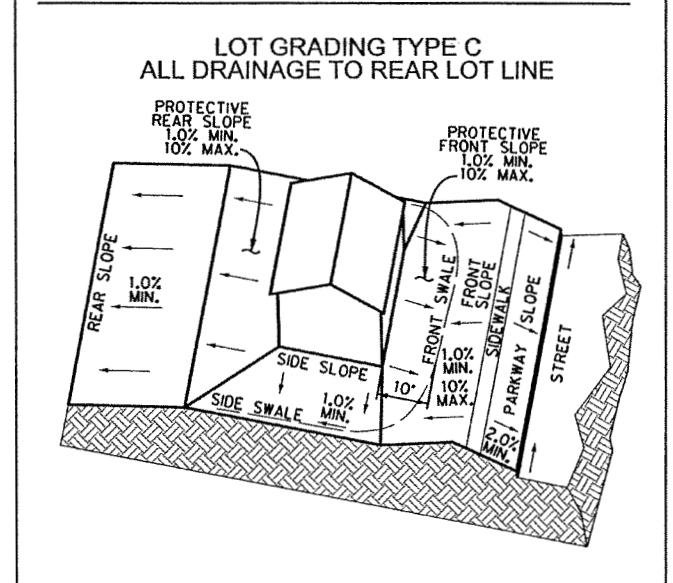 LOT GRADING TYPE C
ALL DRAINAGE TO REAR LOT LINE
PROTECTIVE
REAR SLOPE
1.0% MIN.
10% MAX.
PROTECTIVE
FRONT SLOPE
1.0% MIN.
10% MAX.
REAR SLOPE
1.0%
MIN.
SIDE SLOPE
1.0%
MIN.
SIDE SWALE
10'
FRONT SWALE
FRONT
SLOPE
1.0%
MIN.
10%
MAX.
SIDEWALK
PARKWAY SLOPE
2.0%
MIN.
STREET